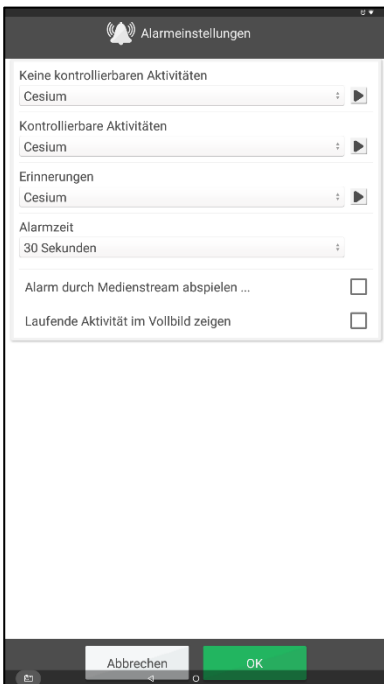 Alarmeinstellungen
Keine kontrollierbaren Aktivitäten
Cesium
Kontrollierbare Aktivitäten
Cesium
Erinnerungen
Cesium
Alarmzeit
30 Sekunden
Alarm durch Medienstream abspielen ...
Laufende Aktivität im Vollbild zeigen
Abbrechen
OK